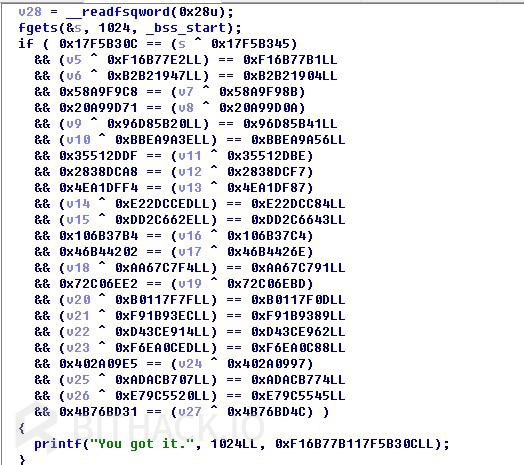 v28 = __readfsqword(0x28u);
fgets(&s, 1024, _bss_start);
if ( 0x17F5B30C == (s ^ 0x17F5B345)
&& (v5 ^ 0xF16B77E2LL) == 0xF16B77B1LL
&& (v6 ^ 0xB2B21947LL) == 0xB2B21904LL
&& 0x58A9F9C8 == (v7 ^ 0x58A9F98B)
&& 0x20A99D71 == (v8 ^ 0x20A99D0A)
&& (v9 ^ 0x96D85B20LL) == 0x96D85B41LL
&& (v10 ^ 0xBBEA9A3ELL) == 0xBBEA9A56LL
&& 0x35512DDF == (v11 ^ 0x35512DBE)
&& 0x2838DCA8 == (v12 ^ 0x2838DCF7)
&& 0x4EA1DFF4 == (v13 ^ 0x4EA1DF87)
&& (v14 ^ 0xE22DCCEDLL) == 0xE22DCC84LL
&& (v15 ^ 0xDD2C662ELL) == 0xDD2C6643LL
&& 0x106B37B4 == (v16 ^ 0x106B37C4)
&& 0x46B44202 == (v17 ^ 0x46B4426E)
&& (v18 ^ 0xAA67C7F4LL) == 0xAA67C791LL
&& 0x72C06EE2 == (v19 ^ 0x72C06EBD)
&& (v20 ^ 0xB0117F7FLL) == 0xB0117F0DLL
&& (v21 ^ 0xF91B93ECLL) == 0xF91B9389LL
&& (v22 ^ 0xD43CE914LL) == 0xD43CE962LL
&& (v23 ^ 0xF6EA0CEDLL) == 0xF6EA0C88LL
&& 0x402A09E5 == (v24 ^ 0x402A0997)
&& (v25 ^ 0xADACB707LL) == 0xADACB774LL
&& (v26 ^ 0xE79C5520LL) == 0xE79C5545LL
&& 0x4B76BD31 == (v27 ^ 0x4B76BD4C) )
{
printf("You got it.", 1024LL, 0xF16B77B117F5B30CLL);
}